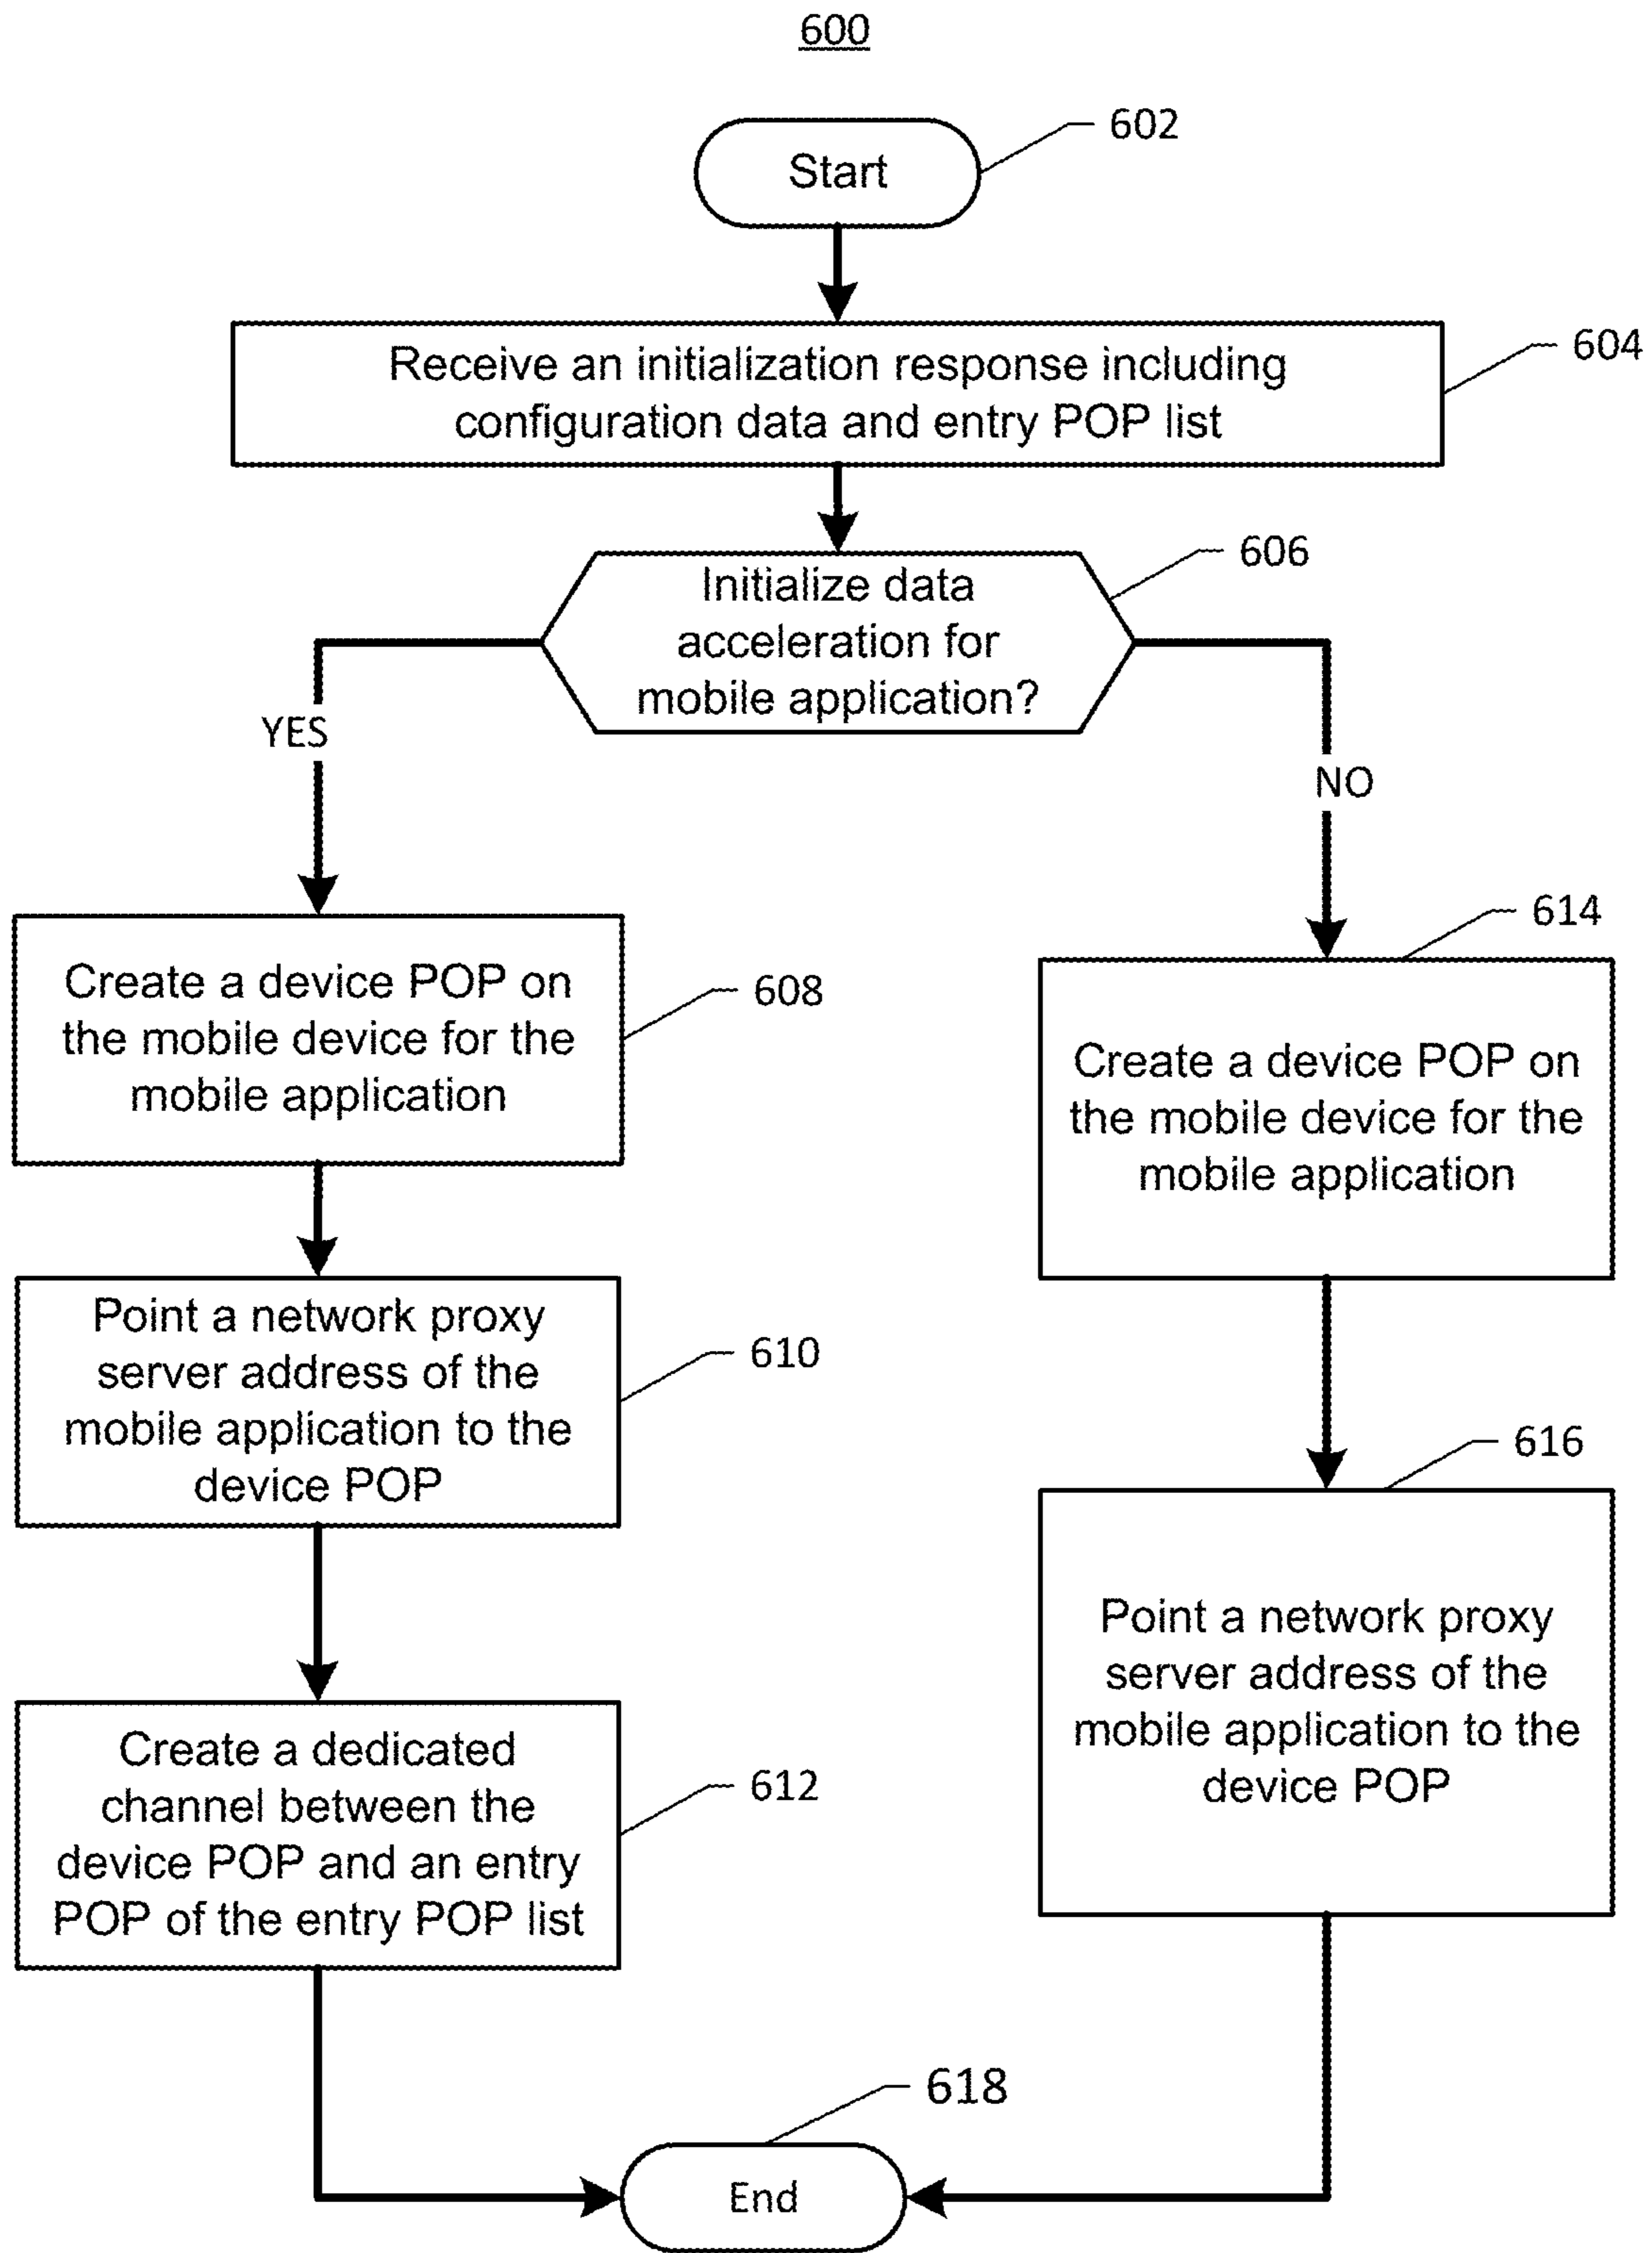 600
602
Start
604
Receive an initialization response including
configuration data and entry POP list
606
Initialize data
acceleration for
mobile application?
YES
NO
608
Create a device POP on
the mobile device for the
mobile application
610
Point a network proxy
server address of the
mobile application to the
device POP
612
Create a dedicated
channel between the
device POP and an entry
POP of the entry POP list
614
Create a device POP on
the mobile device for the
mobile application
616
Point a network proxy
server address of the
mobile application to the
device POP
618
End